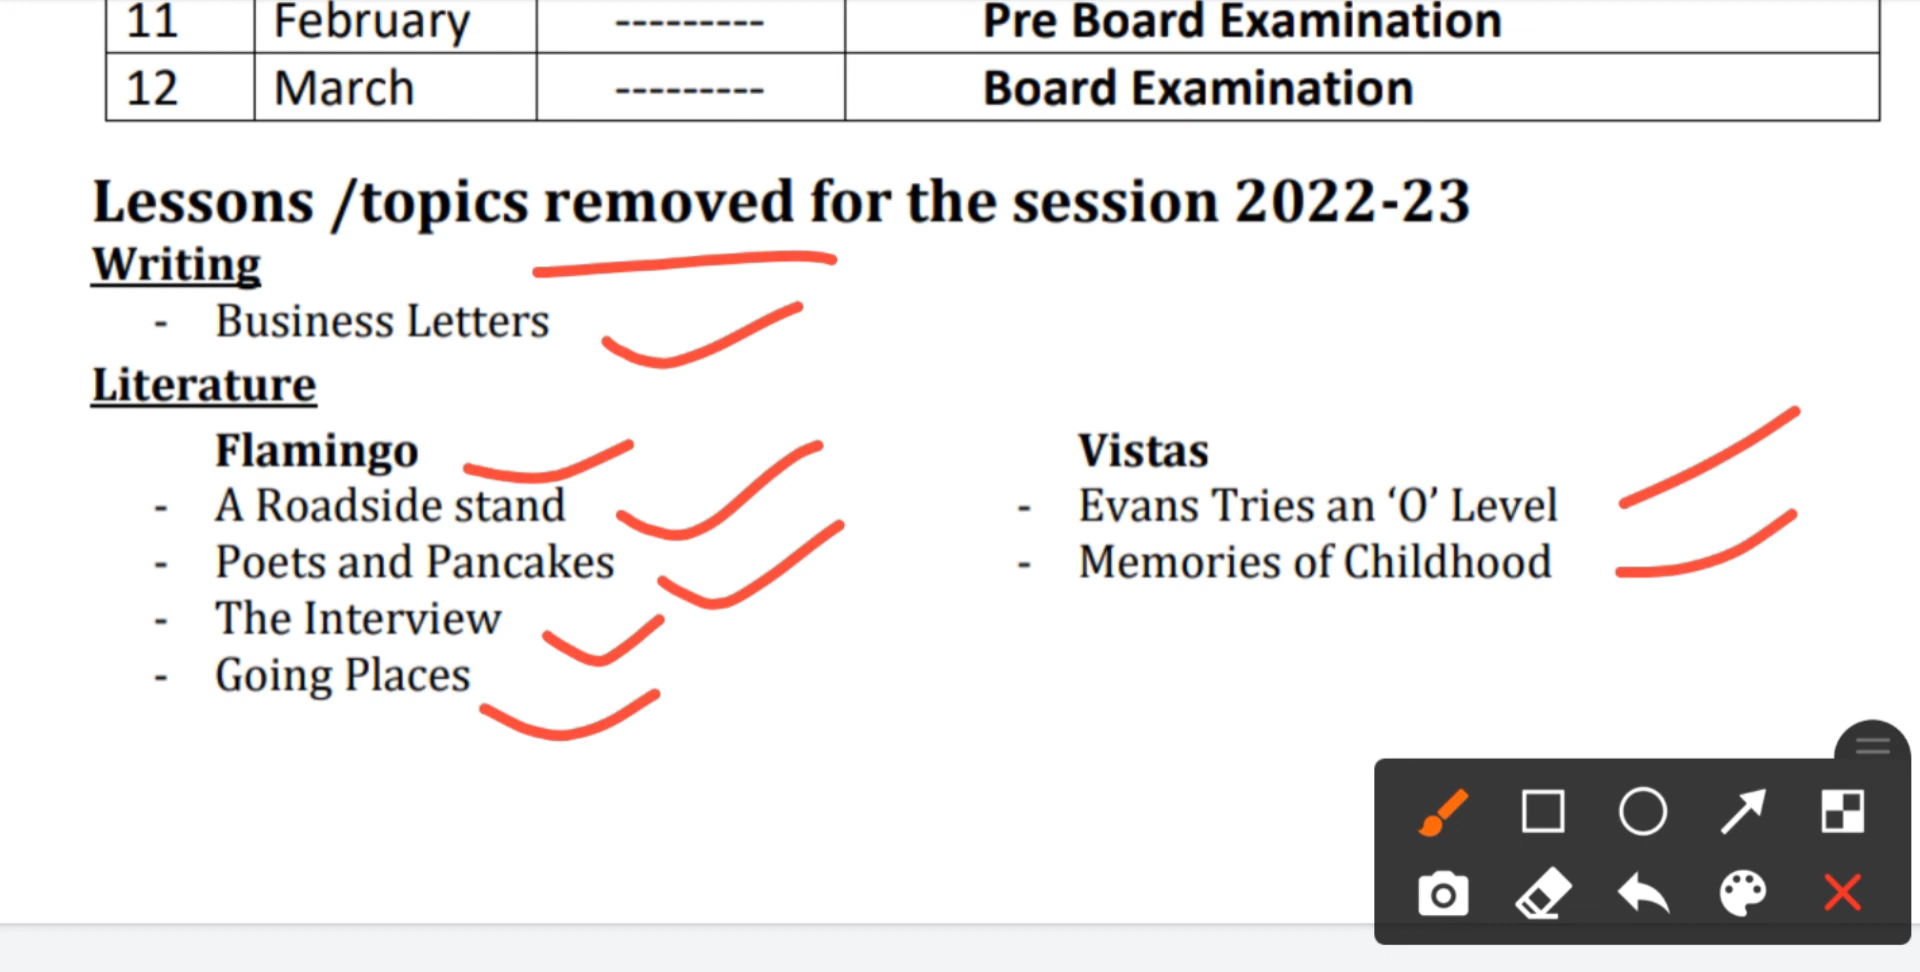 11 February --------- Pre Board Examination
12 March --------- Board Examination
Lessons /topics removed for the session 2022-23
Writing
- Business Letters
Literature
Flamingo
- A Roadside stand
- Poets and Pancakes
- The Interview
- Going Places
Vistas
- Evans Tries an ‘O’ Level
- Memories of Childhood